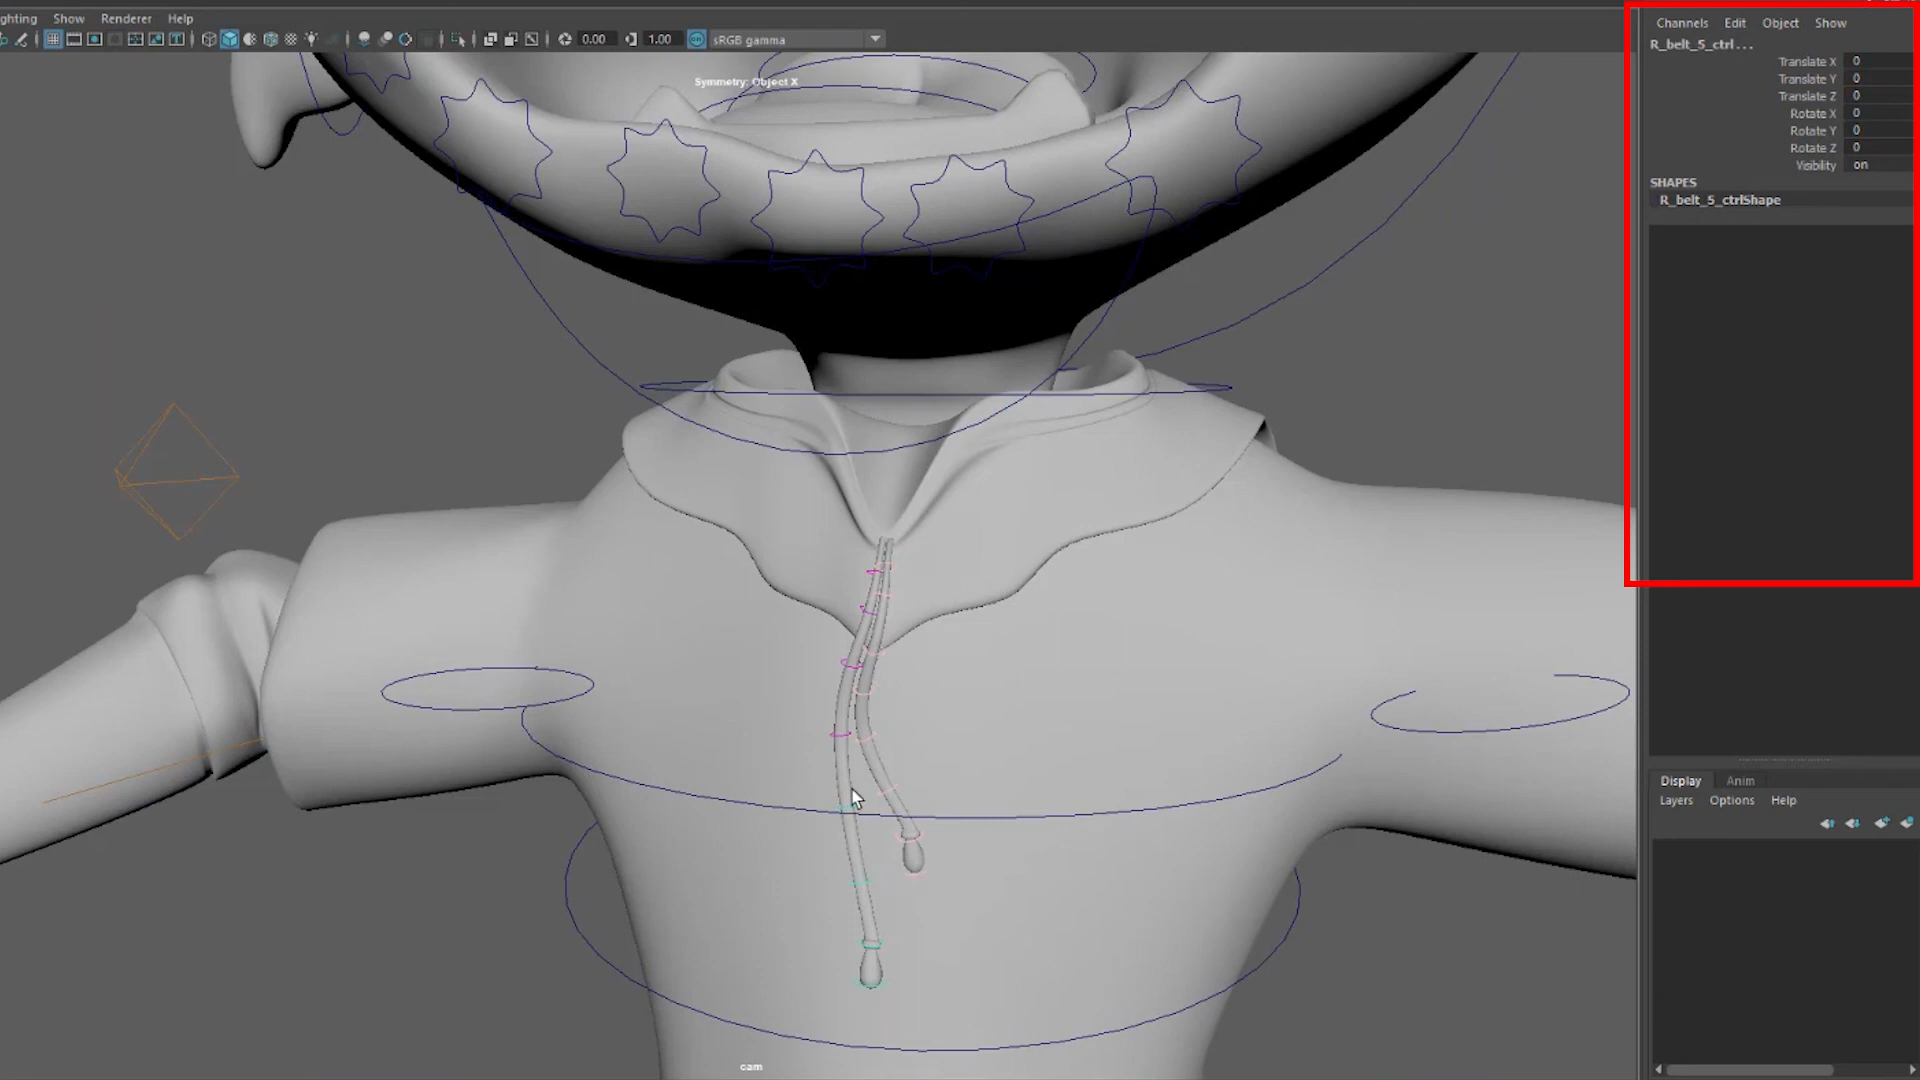 ghting Show Renderer Help
0.00 1.00 sRGB gamma
Symmetry: Object X
cam
Channels Edit Object Show
R_belt_5_ctrl...
Translate X 0
Translate Y 0
Translate Z 0
Rotate X 0
Rotate Y 0
Rotate Z 0
Visibility on
SHAPES
R_belt_5_ctrlShape
Display Anim
Layers Options Help